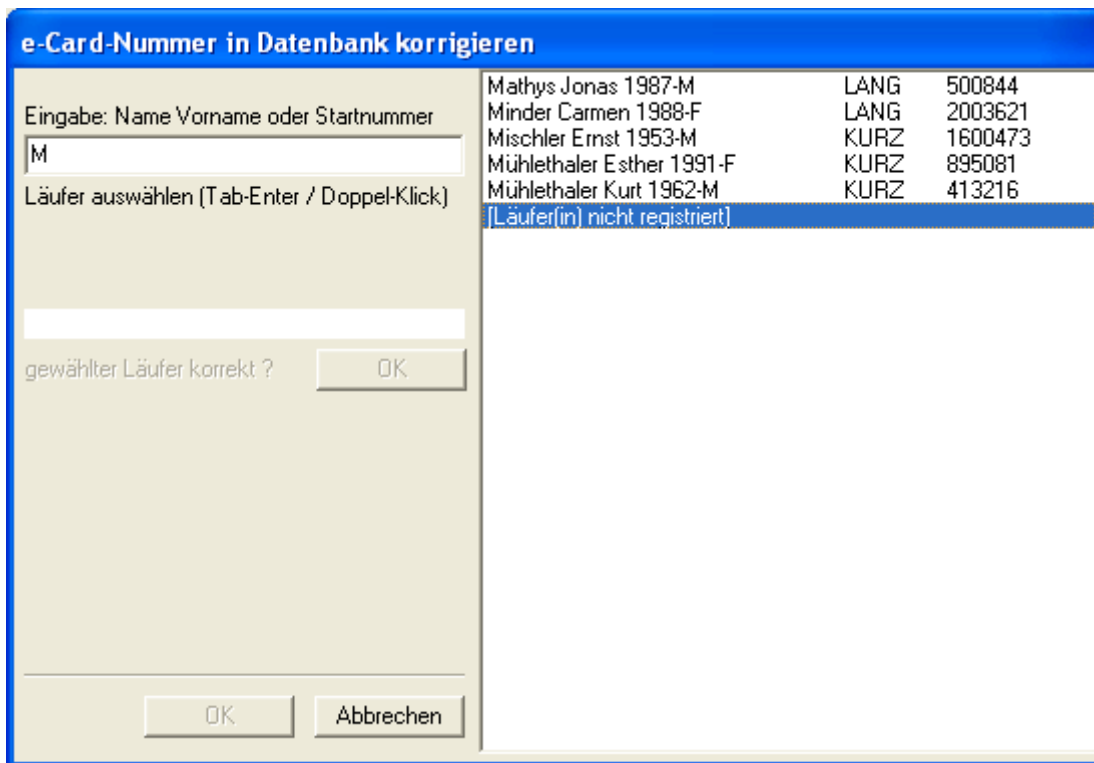 e-Card-Nummer in Datenbank korrigieren
Eingabe: Name Vorname oder Startnummer
M
Läufer auswählen (Tab-Enter / Doppel-Klick)
gewählter Läufer korrekt ?
OK
OK
Abbrechen
Mathys Jonas 1987-M LANG 500844
Minder Carmen 1988-F LANG 2003621
Mischler Ernst 1953-M KURZ 1600473
Mühlethaler Esther 1991-F KURZ 895081
Mühlethaler Kurt 1962-M KURZ 413216
[Läufer(in) nicht registriert]